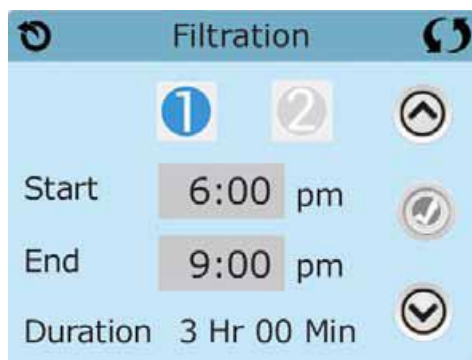 Filtration
1 2
Start 6:00 pm
End 9:00 pm
Duration 3 Hr 00 Min